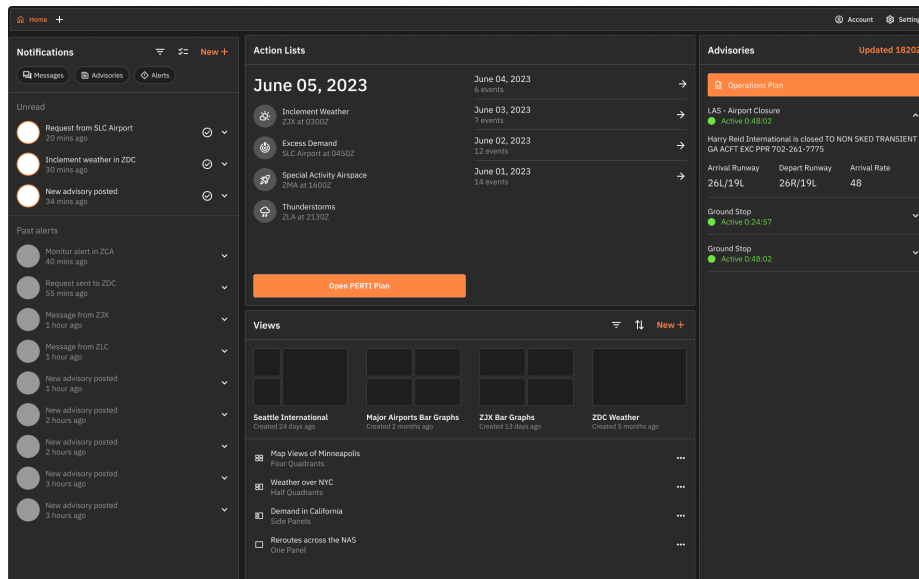 Home
Account
Settin
Notifications
New +
Messages
Advisories
Alerts
Unread
Request from SLC Airport
20 mins ago
Inclement weather in ZDC
30 mins ago
New advisory posted
34 mins ago
Past alerts
Monitor alert in ZCA
40 mins ago
Request sent to ZDC
55 mins ago
Message from ZJX
1 hour ago
Message from ZLC
1 hour ago
New advisory posted
1 hour ago
New advisory posted
2 hours ago
New advisory posted
2 hours ago
New advisory posted
3 hours ago
New advisory posted
3 hours ago
Action Lists
June 05, 2023
Inclement Weather
ZJX at 0300Z
Excess Demand
SLC Airport at 0450Z
Special Activity Airspace
ZMA at 1600Z
Thunderstorms
ZLA at 2130Z
June 04, 2023
6 events
June 03, 2023
7 events
June 02, 2023
12 events
June 01, 2023
14 events
Open PERTI Plan
Views
New +
Seattle International
Created 24 days ago
Major Airports Bar Graphs
Created 2 months ago
ZJX Bar Graphs
Created 13 days ago
ZDC Weather
Created 5 months ago
Map Views of Minneapolis
Four Quadrants
Weather over NYC
Half Quadrants
Demand in California
Side Panels
Reroutes across the NAS
One Panel
Advisories
Updated 1820Z
Operations Plan
LAS - Airport Closure
Active 0:48:02
Harry Reid International is closed TO NON SKED TRANSIENT
GA ACFT EXC PPR 702-261-7775
Arrival Runway
26L/19L
Depart Runway
26R/19L
Arrival Rate
48
Ground Stop
Active 0:24:57
Ground Stop
Active 0:48:02